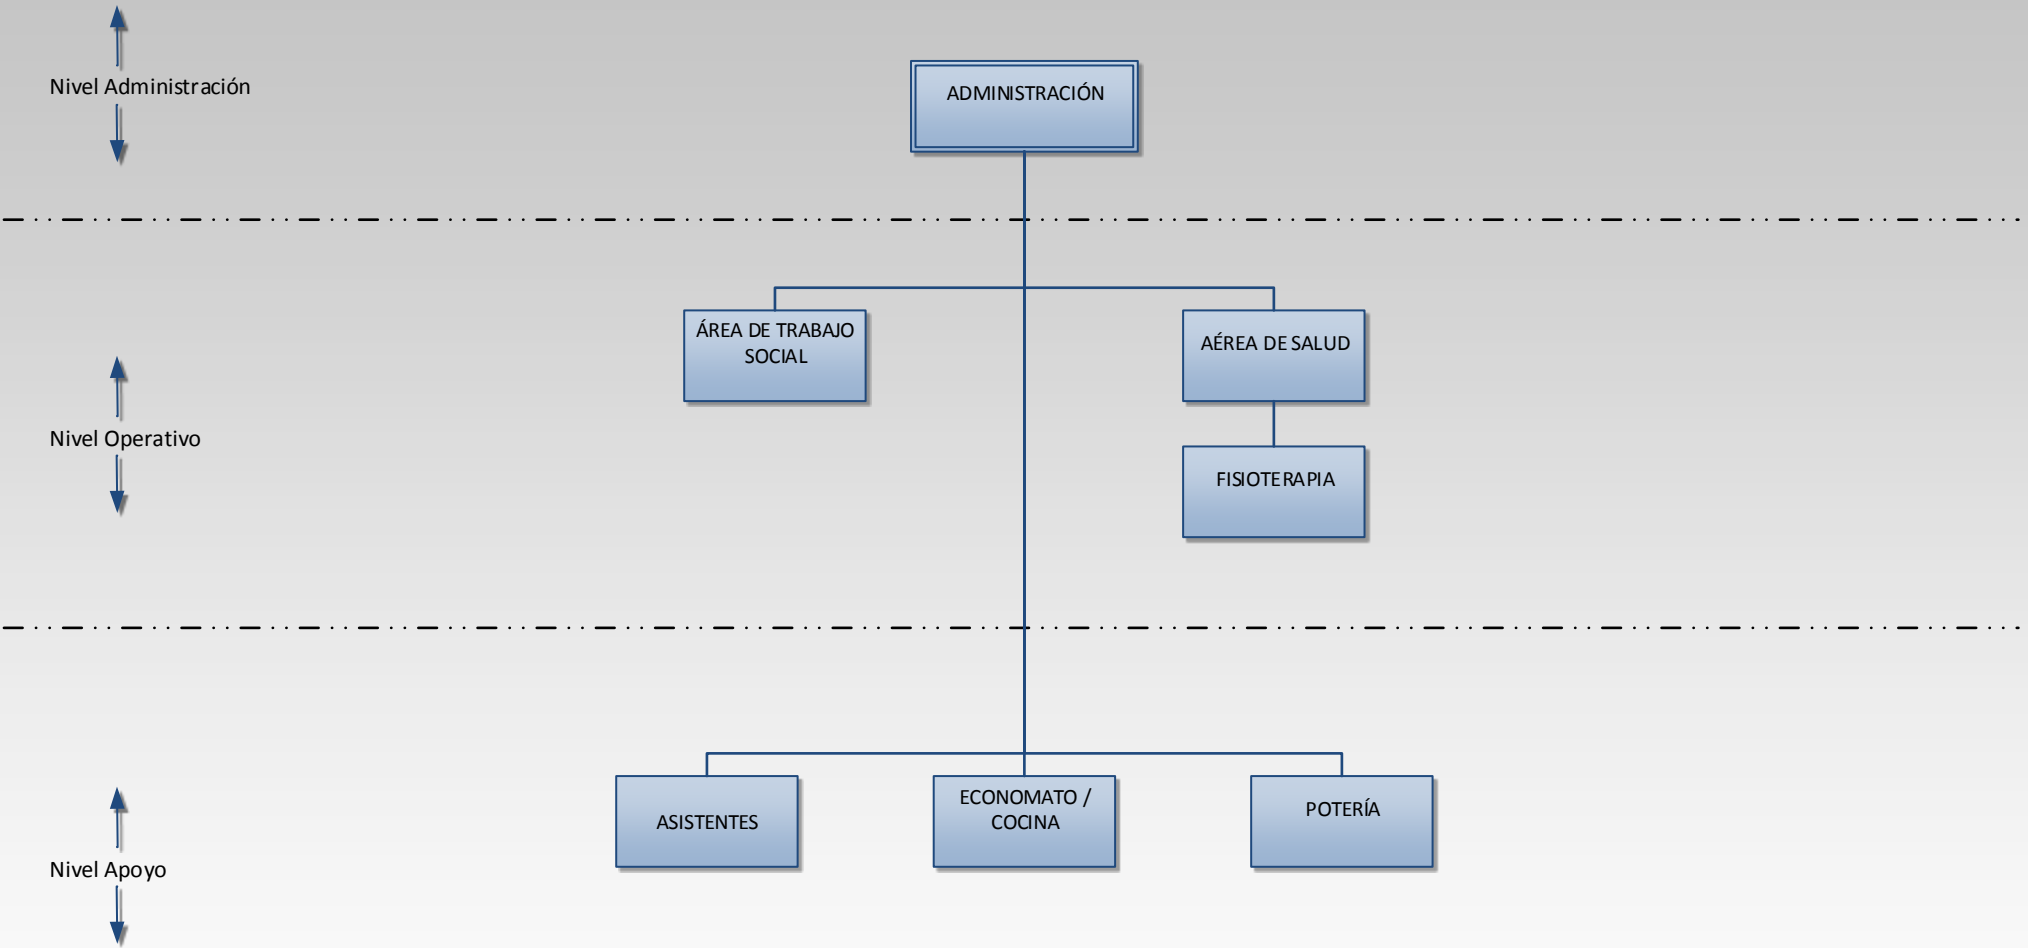 Nivel Administración
ADMINISTRACIÓN
ÁREA DE TRABAJO
SOCIAL
AÉREA DE SALUD
Nivel Operativo
FISIOTERAPIA
ASISTENTES
ECONOMATO /
COCINA
POTERÍA
Nivel Apoyo